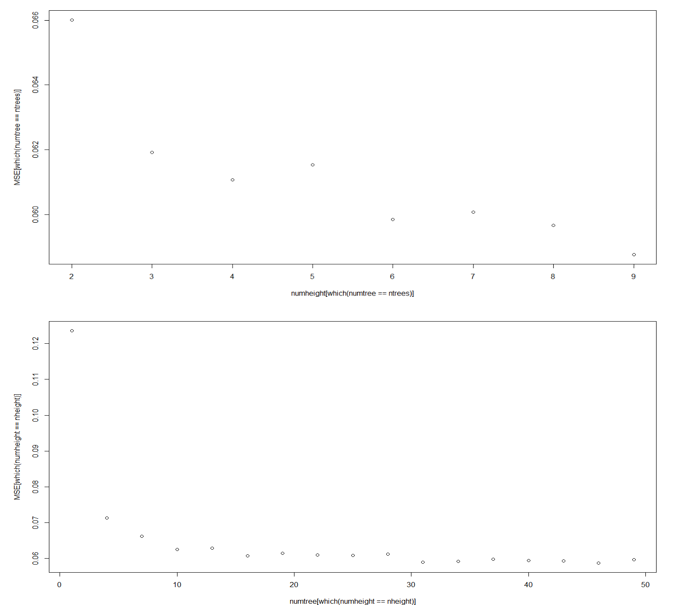 0.066
0.064
0.062
0.060
MSE[which(numtree == ntrees)]
2 3 4 5 6 7 8 9
numheight[which(numtree == ntrees)]
0.12
0.11
0.10
0.09
0.08
0.07
0.06
MSE[which(numheight == nheight)]
0 10 20 30 40 50
numtree[which(numheight == nheight)]